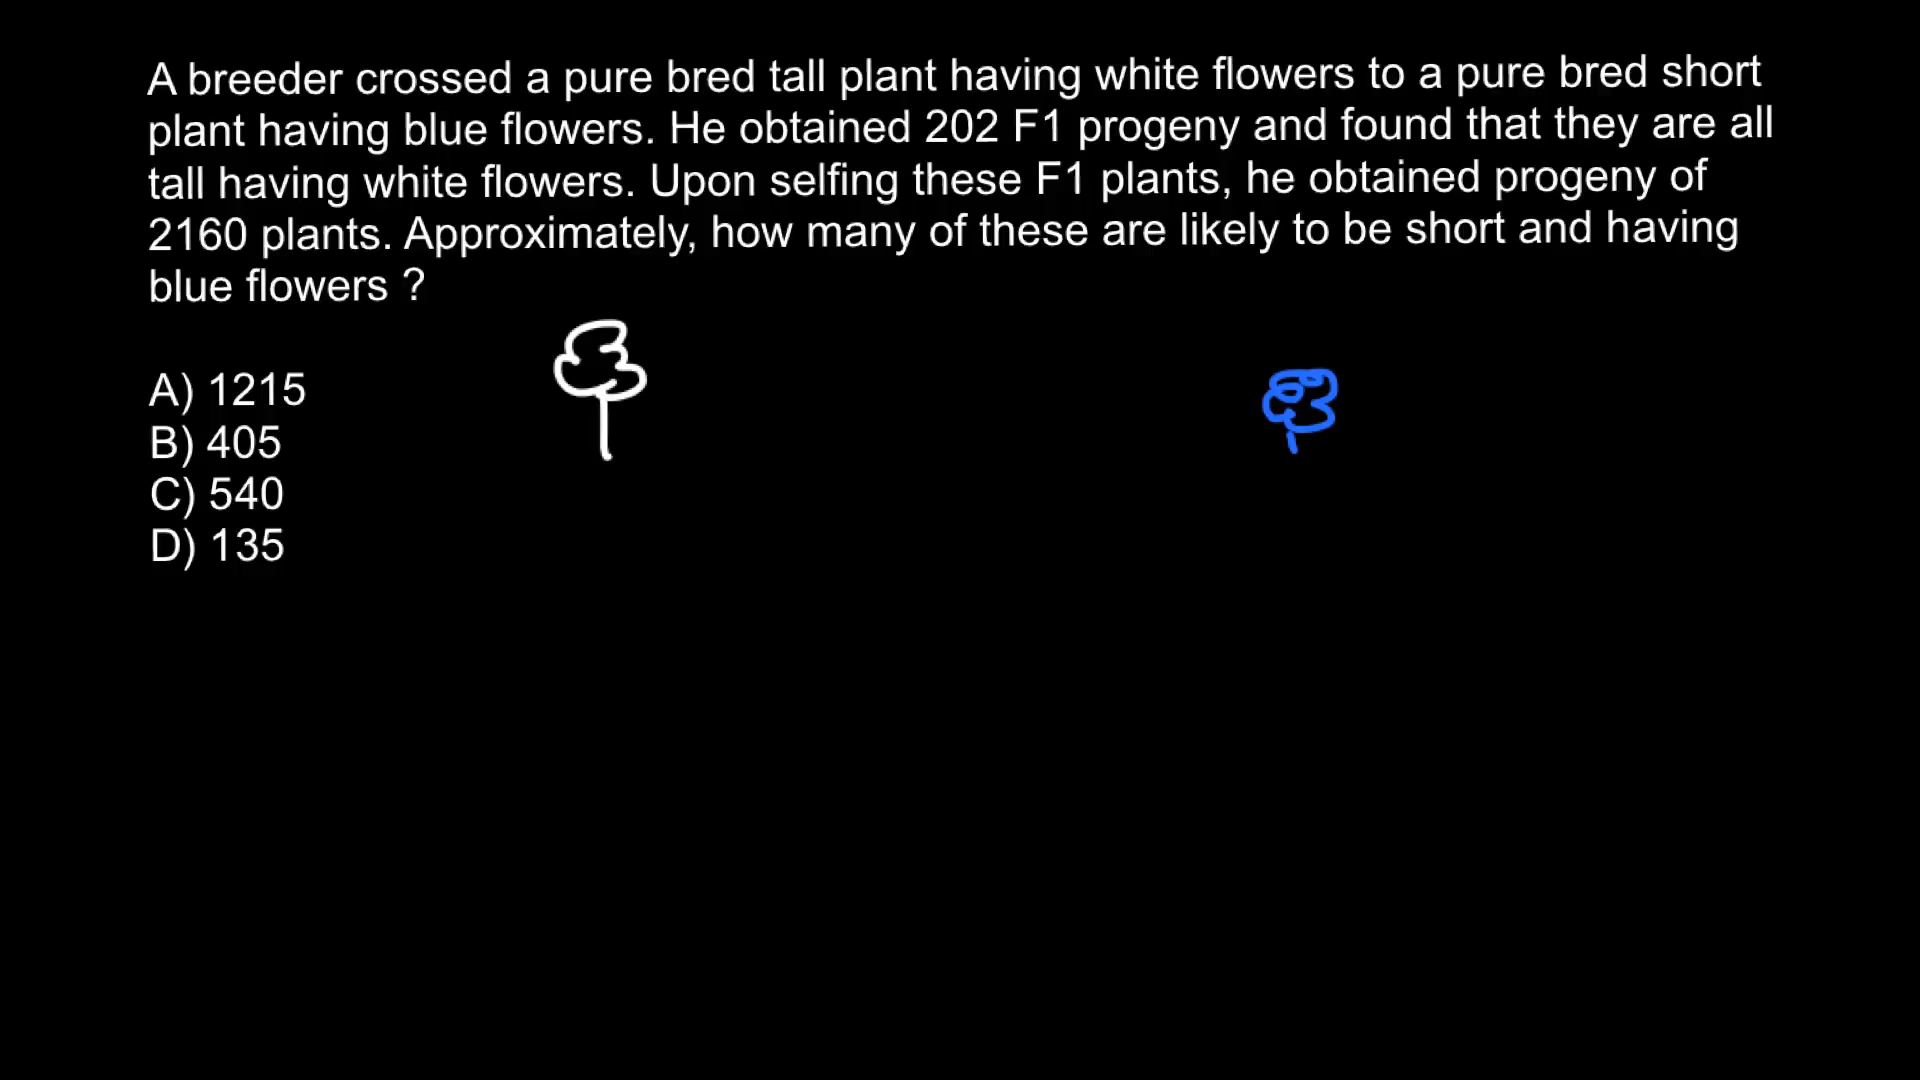 A breeder crossed a pure bred tall plant having white flowers to a pure bred short
plant having blue flowers. He obtained 202 F1 progeny and found that they are all
tall having white flowers. Upon selfing these F1 plants, he obtained progeny of
2160 plants. Approximately, how many of these are likely to be short and having
blue flowers ?
A) 1215
B) 405
C) 540
D) 135